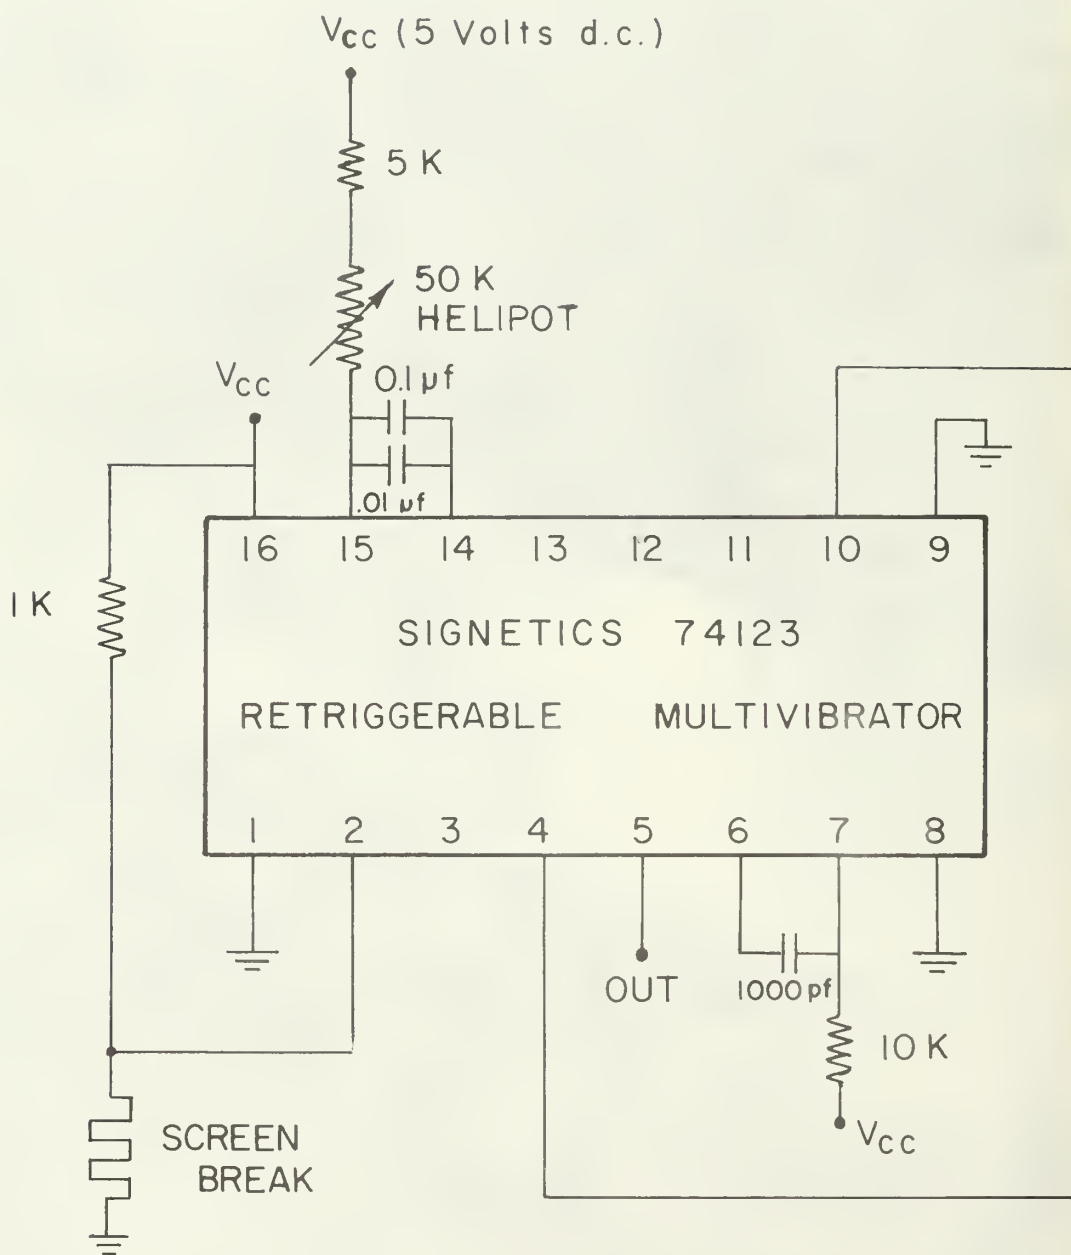 VCC (5 Volts d.c.)
5 K
50 K
HELIPOT
VCC
0.1 μf
.01 μf
16 15 14 13 12 11 10 9
1 K
SIGNETICS 74123
RETRIGGERABLE MULTIVIBRATOR
1 2 3 4 5 6 7 8
OUT
1000 pf
10 K
VCC
SCREEN
BREAK